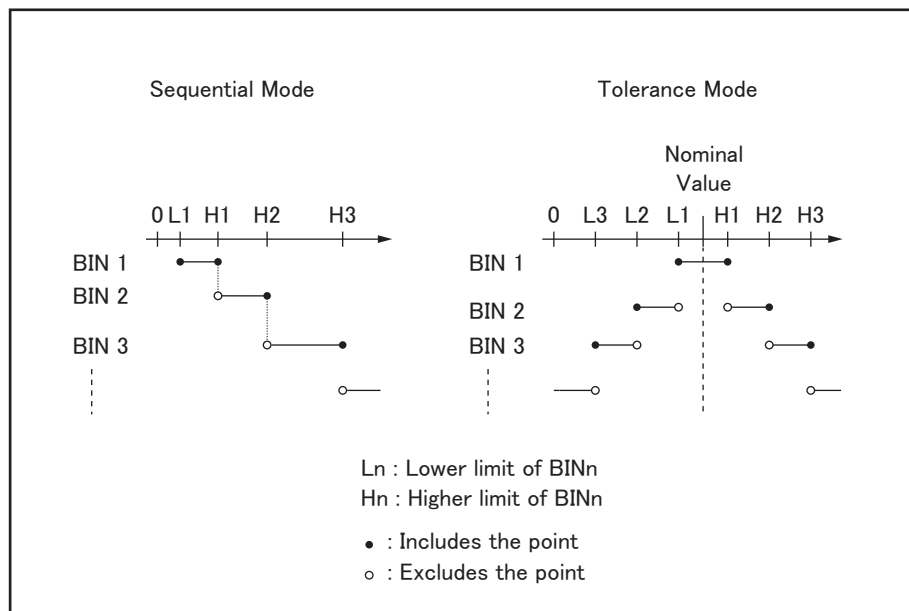 Sequential Mode
Tolerance Mode
Nominal
Value
0 L1 H1 H2 H3
0 L3 L2 L1 H1 H2 H3
BIN 1
BIN 2
BIN 3
BIN 1
BIN 2
BIN 3
Ln : Lower limit of BINn
Hn : Higher limit of BINn
● : Includes the point
○ : Excludes the point